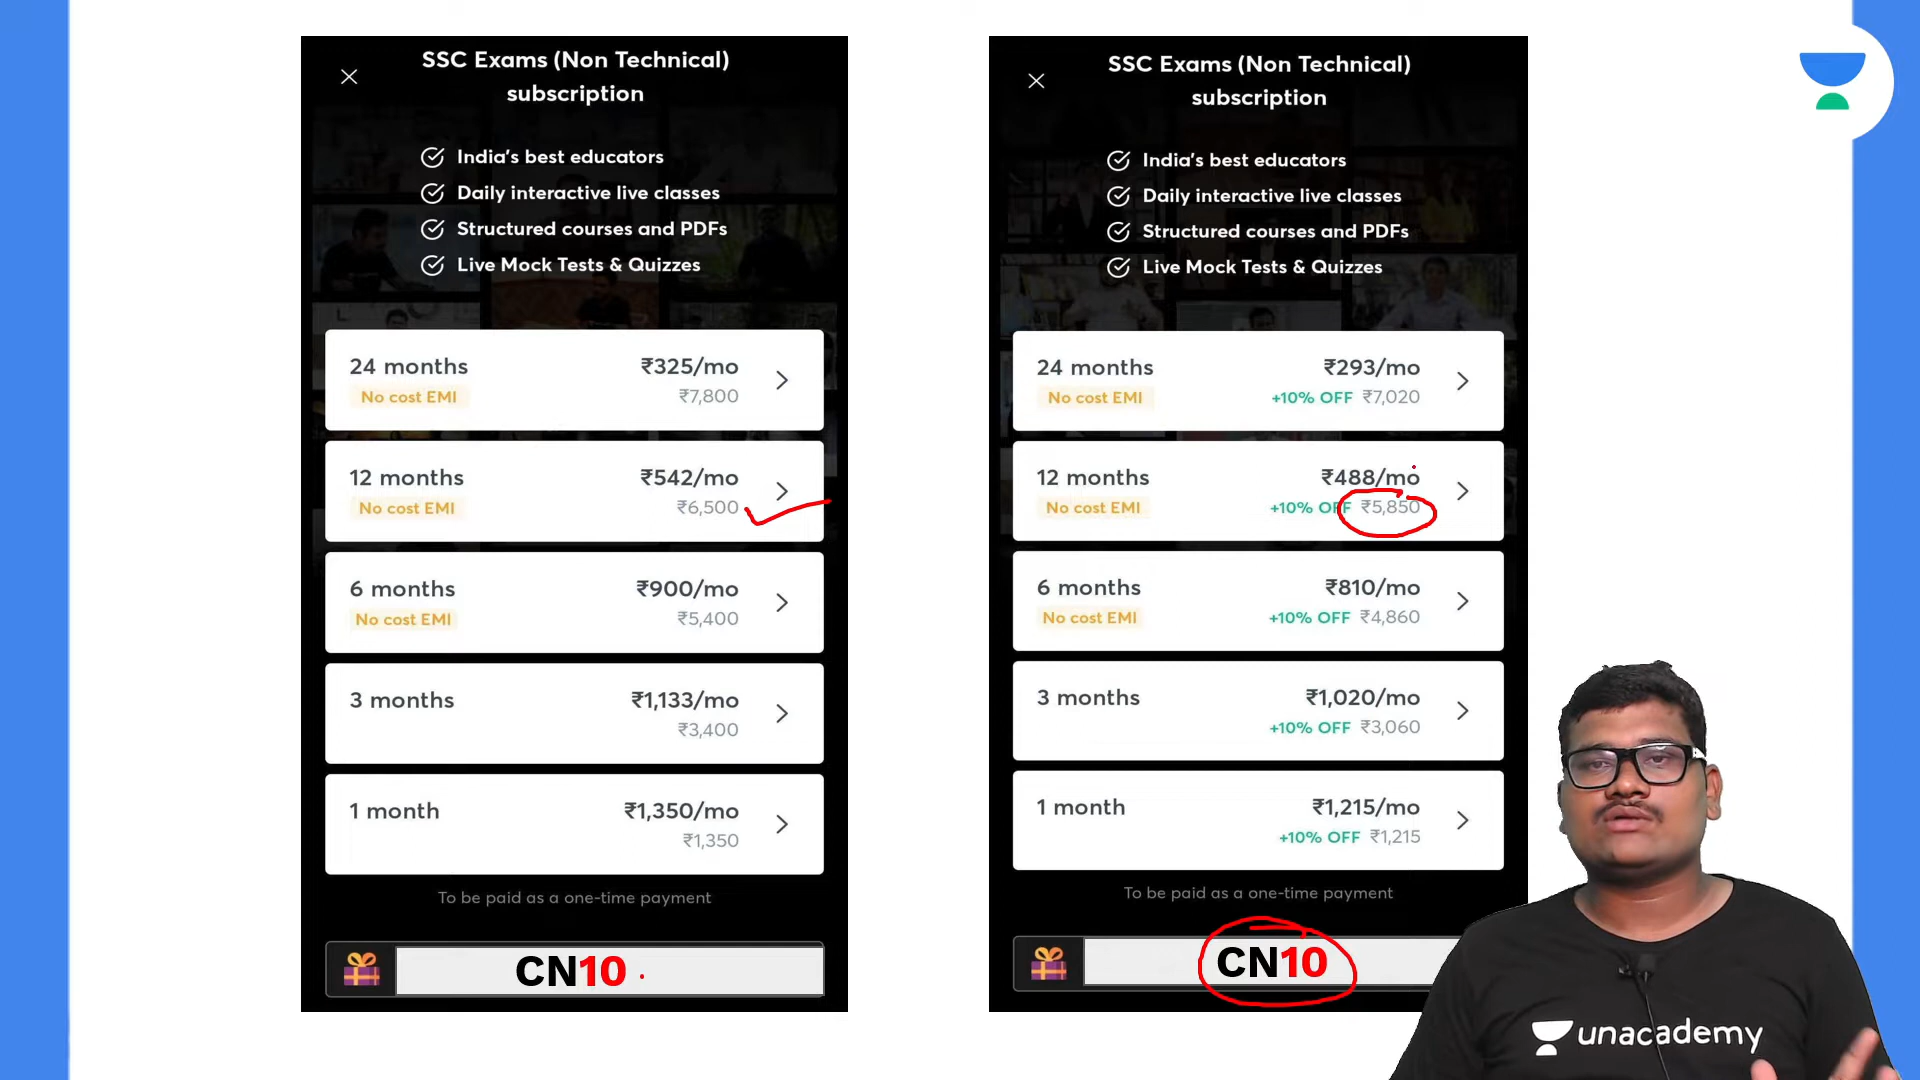 SSC Exams (Non Technical)
subscription
India's best educators
Daily interactive live classes
Structured courses and PDFs
Live Mock Tests & Quizzes
24 months ₹325/mo
No cost EMI ₹7,800
12 months ₹542/mo
No cost EMI ₹6,500
6 months ₹900/mo
No cost EMI ₹5,400
3 months ₹1,133/mo
₹3,400
1 month ₹1,350/mo
₹1,350
To be paid as a one-time payment
CN10
SSC Exams (Non Technical)
subscription
India's best educators
Daily interactive live classes
Structured courses and PDFs
Live Mock Tests & Quizzes
24 months ₹293/mo
No cost EMI +10% OFF ₹7,020
12 months ₹488/mo
No cost EMI +10% OFF ₹5,850
6 months ₹810/mo
No cost EMI +10% OFF ₹4,860
3 months ₹1,020/mo
+10% OFF ₹3,060
1 month ₹1,215/mo
+10% OFF ₹1,215
To be paid as a one-time payment
CN10
unacademy